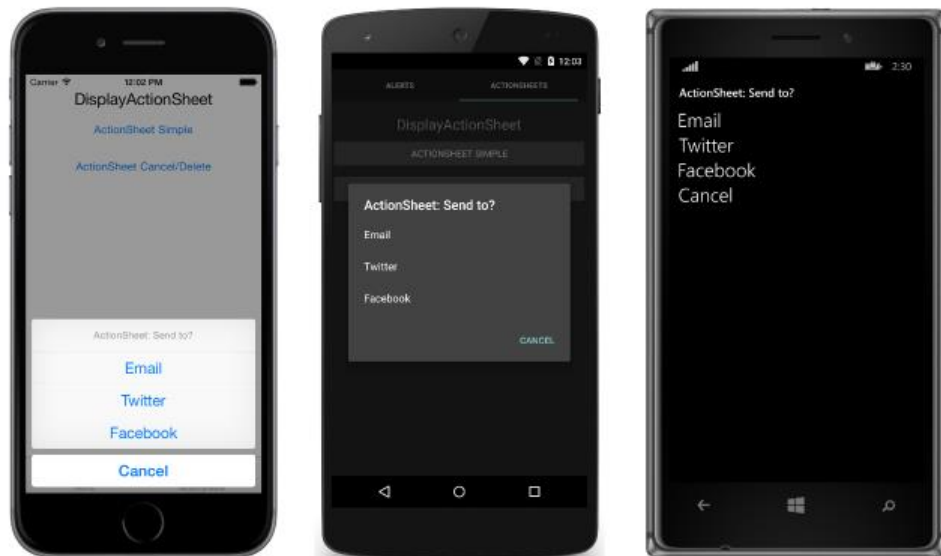 Carrier
12:02 PM
DisplayActionSheet
ActionSheet Simple
ActionSheet Cancel/Delete
ActionSheet: Send to?
Email
Twitter
Facebook
Cancel
12:03
ALERTS
ACTIONSHEETS
DisplayActionSheet
ACTIONSHEET SIMPLE
ActionSheet: Send to?
Email
Twitter
Facebook
CANCEL
2:30
ActionSheet: Send to?
Email
Twitter
Facebook
Cancel